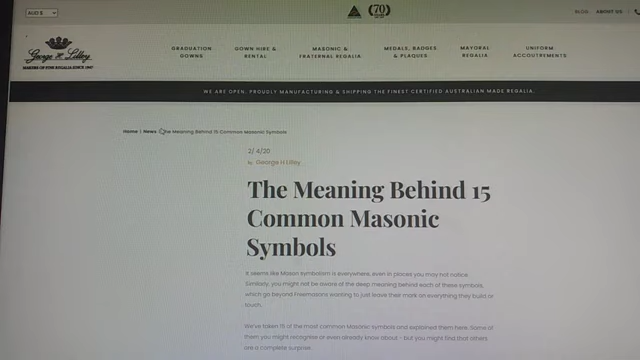 AUD $
70
BLOG ABOUT US
George H Lilley
MAKERS OF FINE REGALIA SINCE 1947
GRADUATION GOWNS
GOWN HIRE & RENTAL
MASONIC & FRATERNAL REGALIA
MEDALS, BADGES & PLAQUES
MAYORAL REGALIA
UNIFORM ACCOUTREMENTS
WE ARE OPEN, PROUDLY MANUFACTURING & SHIPPING THE FINEST CERTIFIED AUSTRALIAN MADE REGALIA.
Home | News | The Meaning Behind 15 Common Masonic Symbols
2/4/20
by George H Lilley
The Meaning Behind 15
Common Masonic
Symbols
It seems like Mason symbolism is everywhere, even in places you may not notice.
Similarly, you might not be aware of the deep meaning behind each of these symbols,
which go beyond Freemasons wanting to just leave their mark on everything they build or
touch.
We've taken 15 of the most common Masonic symbols and explained them here. Some of
them you might recognise or even already know about - but you might find that others
are a complete surprise.